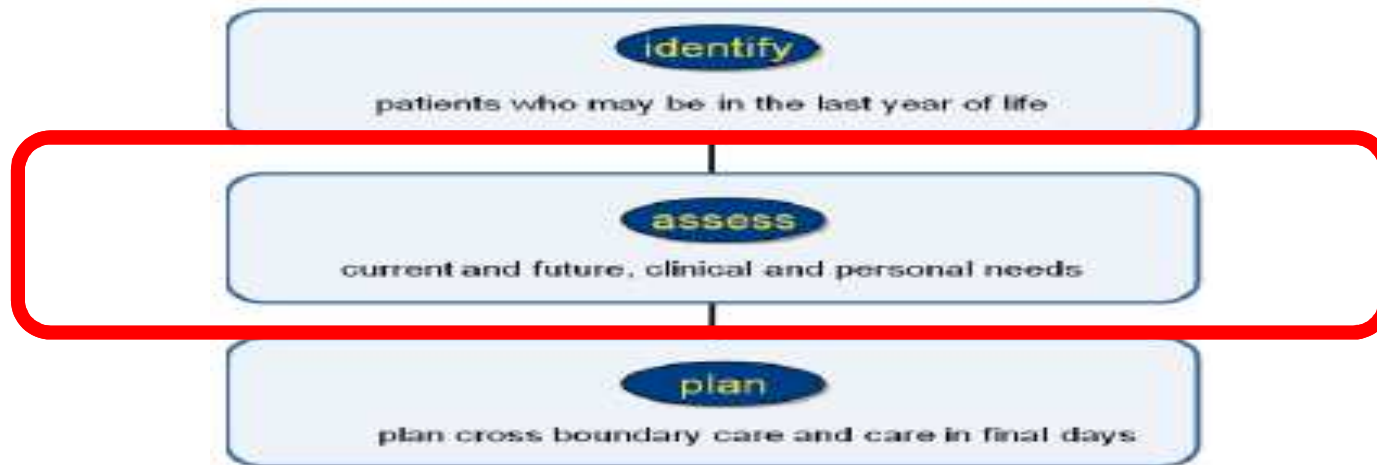 identify
patients who may be in the last year of life
assess
current and future, clinical and personal needs
plan
plan cross boundary care and care in final days